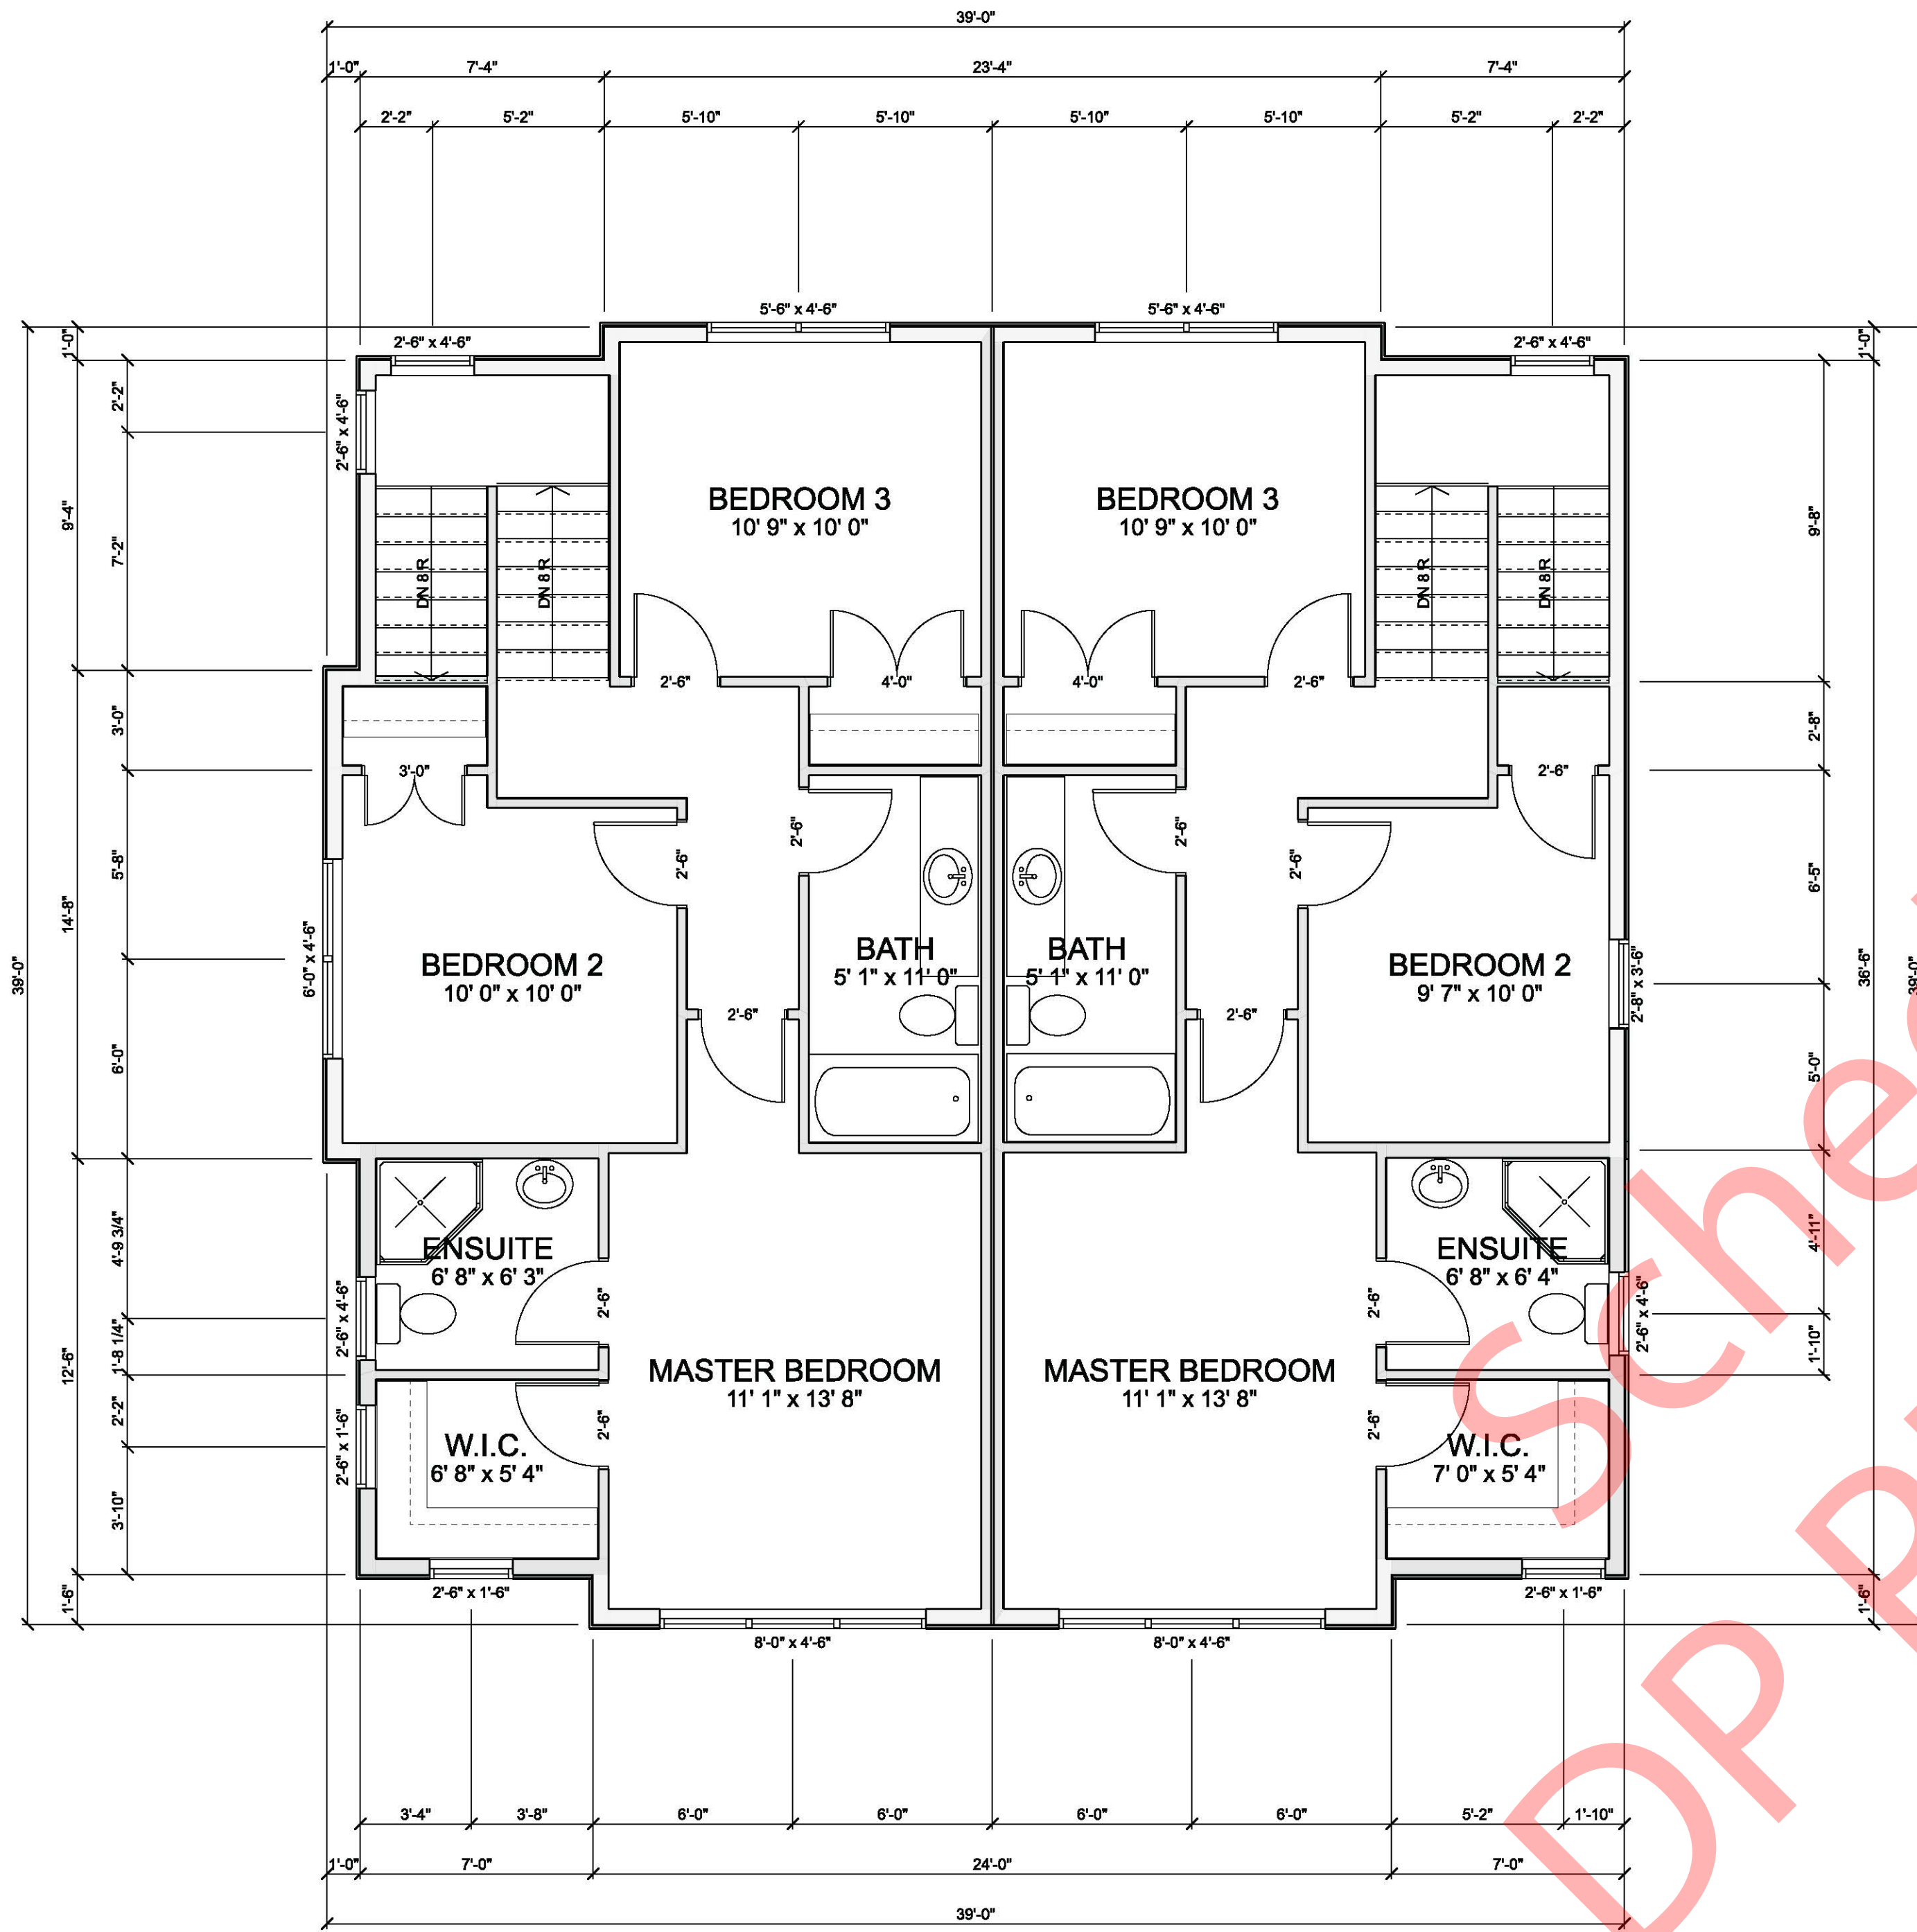 39'-0"
1'-0" 7'-4" 23'-4" 7'-4"
2'-2" 5'-2" 5'-10" 5'-10" 5'-10" 5'-10" 5'-2" 2'-2"
5'-6" x 4'-6" 5'-6" x 4'-6"
2'-6" x 4'-6" 2'-6" x 4'-6"
1'-0" 1'-0"
2'-2" 2'-6" x 4'-6"
BEDROOM 3 BEDROOM 3
10' 9" x 10' 0" 10' 9" x 10' 0"
9'-4" 7'-2" 9'-8"
DN 8 R DN 8 R DN 8 R DN 8 R
2'-6" 4'-0" 4'-0" 2'-6"
3'-0" 2'-8"
3'-0" 2'-6"
2'-6" 2'-6"
5'-8" 2'-6" 2'-6" 6'-5"
14'-8"
BATH BATH
5' 1" x 11' 0" 5' 1" x 11' 0"
BEDROOM 2 BEDROOM 2
10' 0" x 10' 0" 9' 7" x 10' 0"
39'-0" 6'-0" x 4'-6" 2'-8" x 3'-6" 36'-6" 39'-0"
2'-6" 2'-6"
6'-0" 5'-0"
4'-9 3/4" 4'-11"
ENSUITE ENSUITE
6' 8" x 6' 3" 6' 8" x 6' 4"
2'-6" x 4'-6" 2'-6" 2'-6" 2'-6" x 4'-6"
12'-6" 1'-8 1/4" 1'-10"
MASTER BEDROOM MASTER BEDROOM
11' 1" x 13' 8" 11' 1" x 13' 8"
2'-2" 2'-6" x 1'-6" 2'-6" 2'-6"
W.I.C. W.I.C.
6' 8" x 5' 4" 7' 0" x 5' 4"
3'-10"
1'-6" 2'-6" x 1'-6" 2'-6" x 1'-6" 1'-6"
8'-0" x 4'-6" 8'-0" x 4'-6"
3'-4" 3'-8" 6'-0" 6'-0" 6'-0" 6'-0" 5'-2" 1'-10"
1'-0" 7'-0" 24'-0" 7'-0"
39'-0"
DP